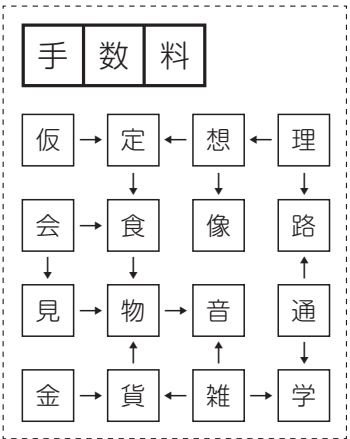 手数料
仮→定←想←理
↓ ↓ ↓
会→食 像 路
↓ ↓ ↑
見→物→音 通
↑ ↑ ↓
金→貨←雑→学